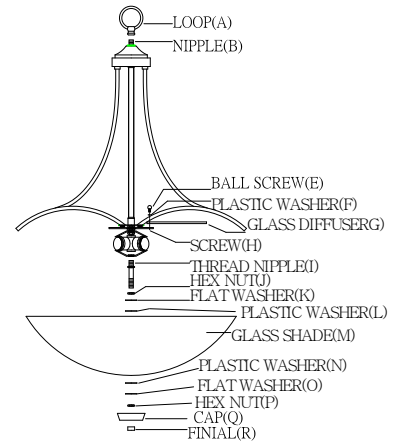 LOOP(A)
NIPPLE(B)
BALL SCREW(E)
PLASTIC WASHER(F)
GLASS DIFFUSERG)
SCREW(H)
THREAD NIPPLE(I)
HEX NUT(J)
FLAT WASHER(K)
PLASTIC WASHER(L)
GLASS SHADE(M)
PLASTIC WASHER(N)
FLAT WASHER(O)
HEX NUT(P)
CAP(Q)
FINIAL(R)